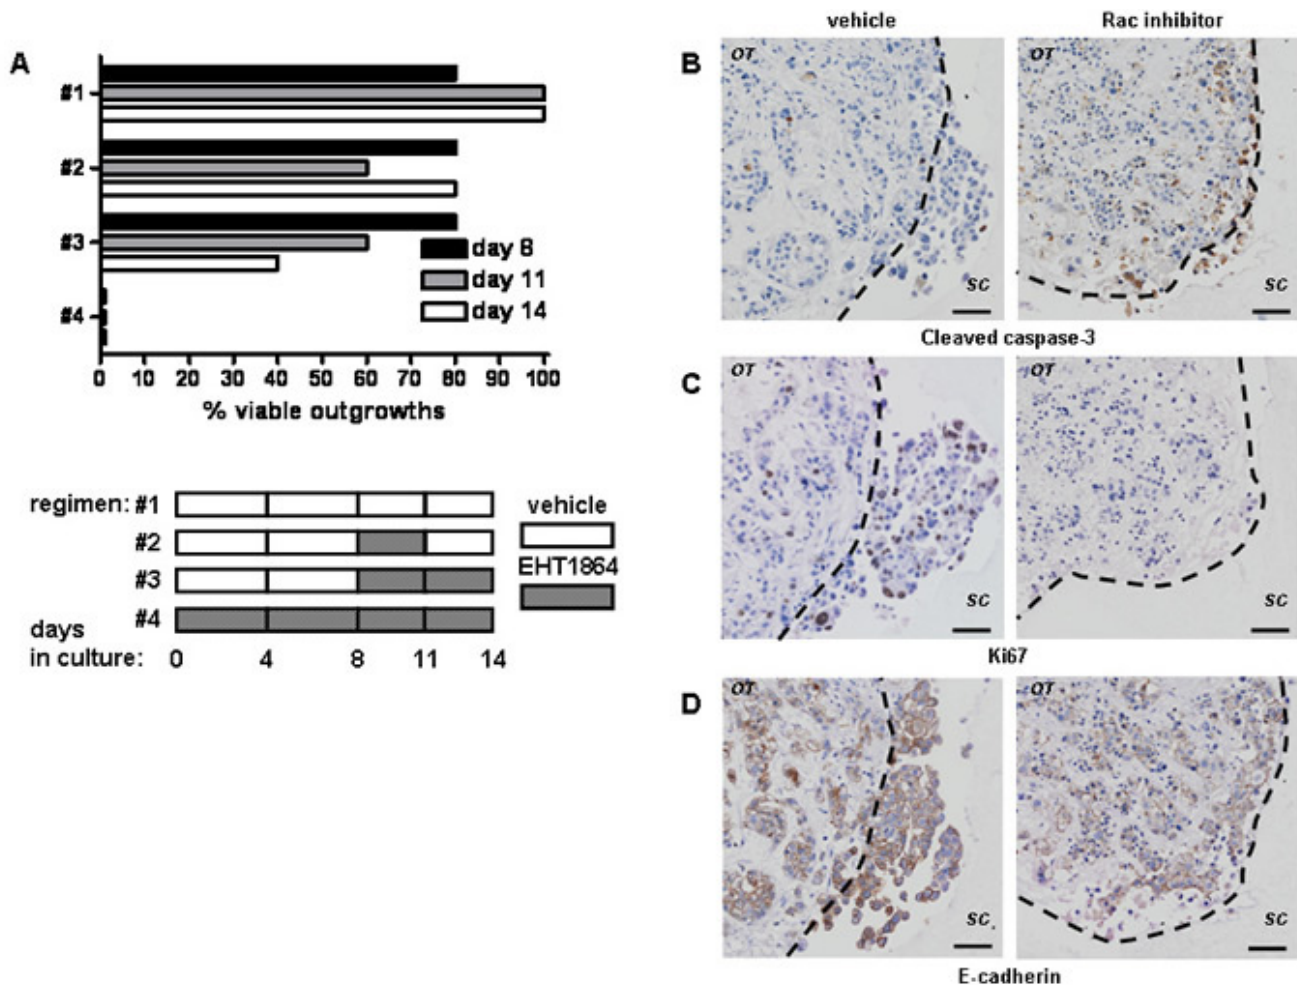 A
#1
#2
#3
#4
day 8
day 11
day 14
0 10 20 30 40 50 60 70 80 90 100
% viable outgrowths
regimen: #1
#2
#3
#4
vehicle
EHT1864
days
in culture: 0 4 8 11 14
vehicle Rac inhibitor
B
OT OT
SC SC
Cleaved caspase-3
C
OT OT
SC SC
Ki67
D
OT OT
SC SC
E-cadherin